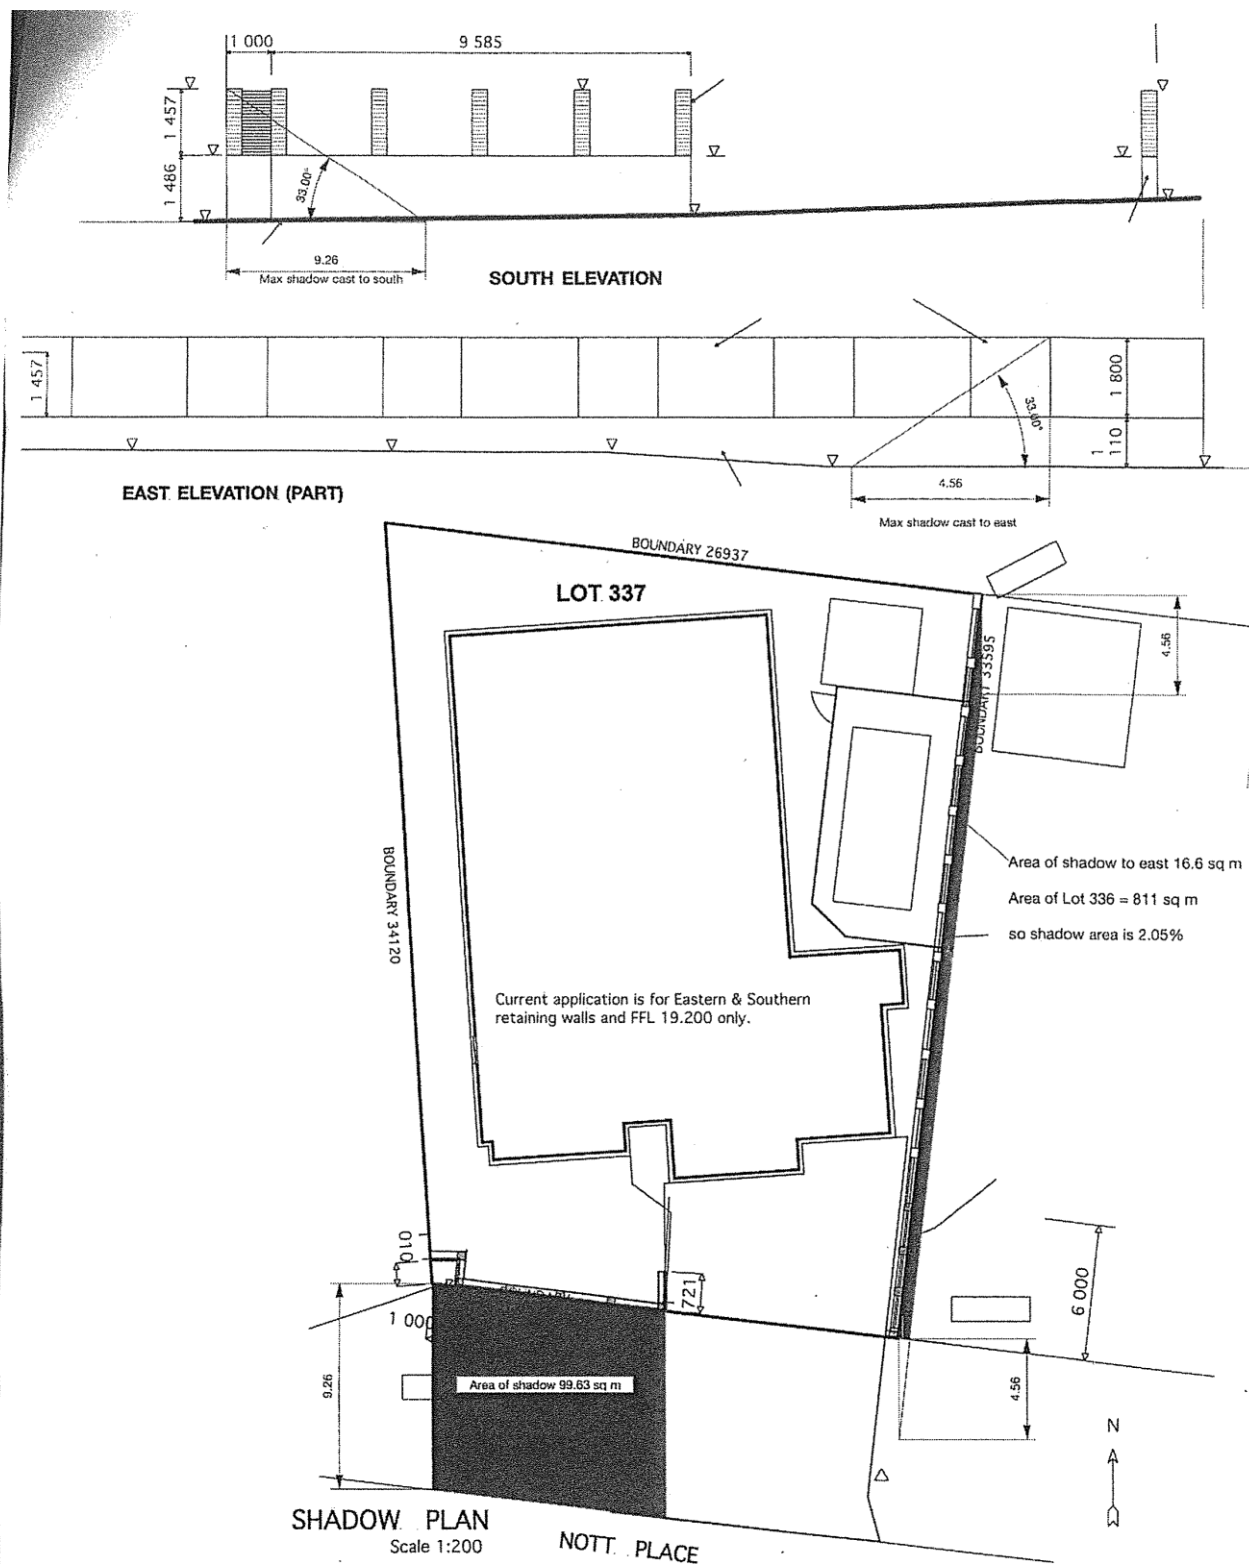 1 000
9 585
1 457
1 486
33.00°
9.26
Max shadow cast to south
SOUTH ELEVATION
1 457
1 800
33.00°
1 110
4.56
EAST ELEVATION (PART)
Max shadow cast to east
BOUNDARY 26937
LOT 337
BOUNDARY 33595
4.56
BOUNDARY 34120
Area of shadow to east 16.6 sq m
Area of Lot 336 = 811 sq m
so shadow area is 2.05%
Current application is for Eastern & Southern
retaining walls and FFL 19.200 only.
010
721
6 000
1 000
9.26
Area of shadow 99.63 sq m
4.56
N
SHADOW PLAN
Scale 1:200
NOTT PLACE